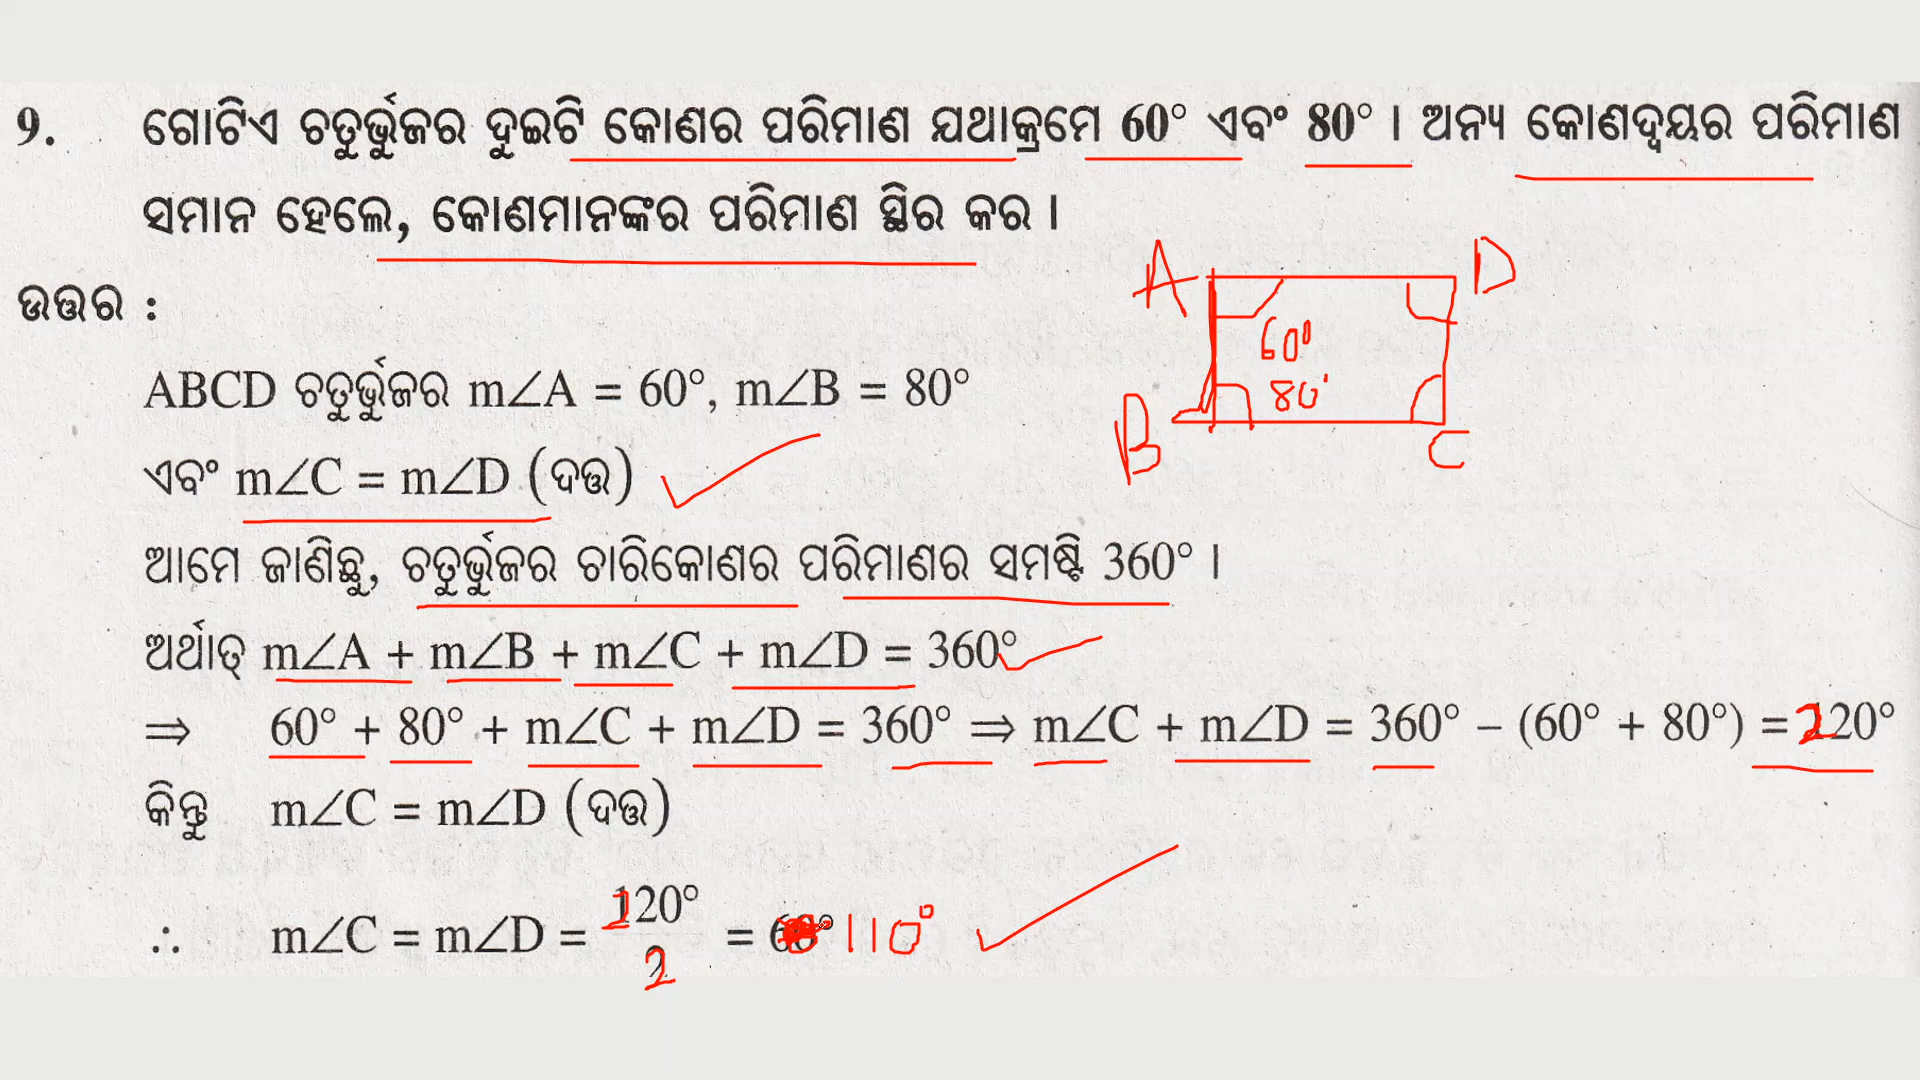 9. ଗୋଟିଏ ଚତୁର୍ଭୁଜର ଦୁଇଟି କୋଣର ପରିମାଣ ଯଥାକ୍ରମେ 60° ଏବଂ 80° । ଅନ୍ୟ କୋଣଦ୍ୱୟର ପରିମାଣ
ସମାନ ହେଲେ, କୋଣମାନଙ୍କର ପରିମାଣ ସ୍ଥିର କର ।
ଉତ୍ତର :
A D
60°
80°
B C
ABCD ଚତୁର୍ଭୁଜର m∠A = 60°, m∠B = 80°
ଏବଂ m∠C = m∠D (ଦତ୍ତ)
ଆମେ ଜାଣିଛୁ, ଚତୁର୍ଭୁଜର ଚାରିକୋଣର ପରିମାଣର ସମଷ୍ଟି 360° ।
ଅର୍ଥାତ୍ m∠A + m∠B + m∠C + m∠D = 360°
⇒ 60° + 80° + m∠C + m∠D = 360° ⇒ m∠C + m∠D = 360° – (60° + 80°) = 220°
କିନ୍ତୁ m∠C = m∠D (ଦତ୍ତ)
∴ m∠C = m∠D = 220°/2 = 110°